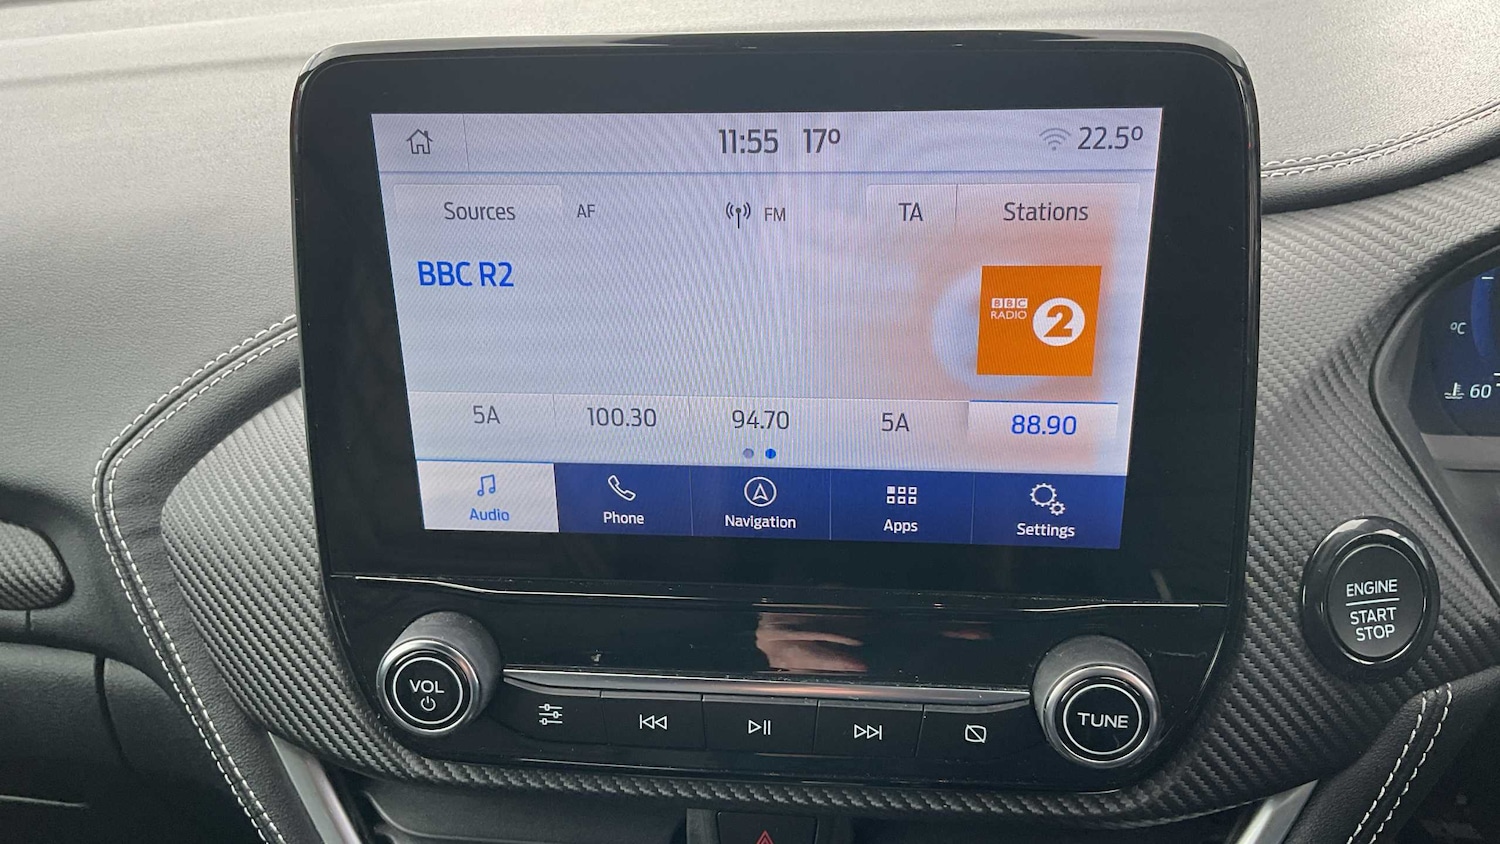 11:55 17º 22.5º
Sources AF FM TA Stations
BBC R2
BBC
RADIO 2
5A 100.30 94.70 5A 88.90
Audio Phone Navigation Apps Settings
VOL
TUNE
ENGINE
START
STOP
ºC
60